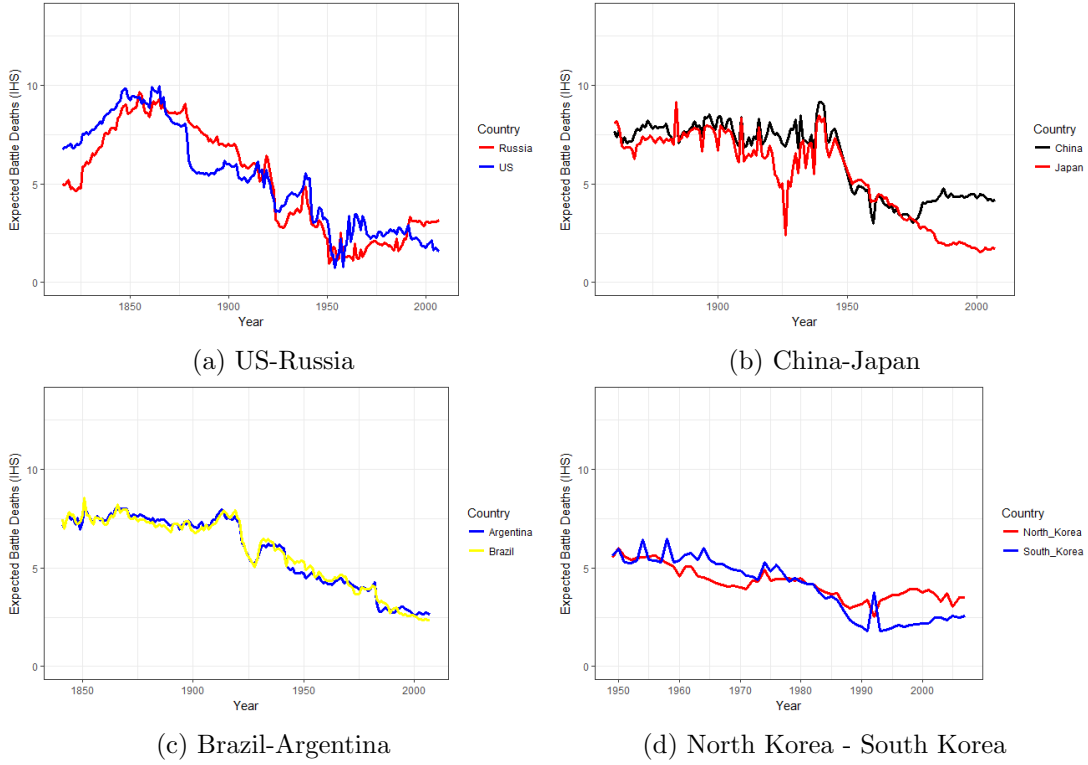 Expected Battle Deaths (IHS)
10
5
0
1850
1900
1950
2000
Year
Country
Russia
US
(a) US-Russia
Expected Battle Deaths (IHS)
10
5
0
1900
1950
2000
Year
Country
China
Japan
(b) China-Japan
Expected Battle Deaths (IHS)
10
5
0
1850
1900
1950
2000
Year
Country
Argentina
Brazil
(c) Brazil-Argentina
Expected Battle Deaths (IHS)
10
5
0
1950
1960
1970
1980
1990
2000
Year
Country
North_Korea
South_Korea
(d) North Korea - South Korea